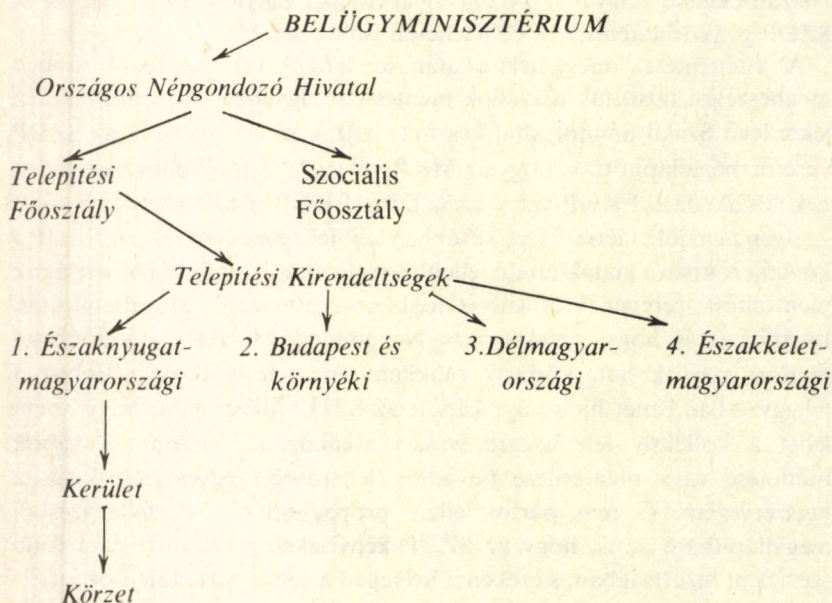 BELÜGYMINISZTÉRIUM
Országos Népgondozó Hivatal
Telepítési
Főosztály
Szociális
Főosztály
Telepítési Kirendeltségek
1. Északnyugat-
magyarországi
2. Budapest és
környéki
3.Délmagyar-
országi
4. Északkelet-
magyarországi
Kerület
Körzet